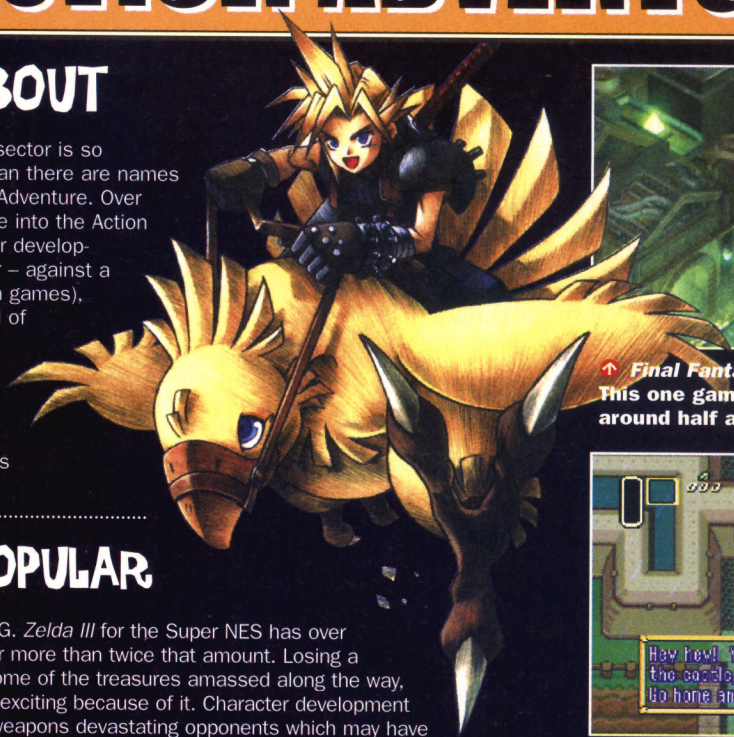 BOUT
sector is so
an there are names
Adventure. Over
e into the Action
r develop-
– against a
games),
of
s
OPULAR
G. Zelda III for the Super NES has over
r more than twice that amount. Losing a
ome of the treasures amassed along the way,
exciting because of it. Character development
weapons devastating opponents which may have
Final Fant
This one gam
around half a
Hey hey!
the castle
Go home an